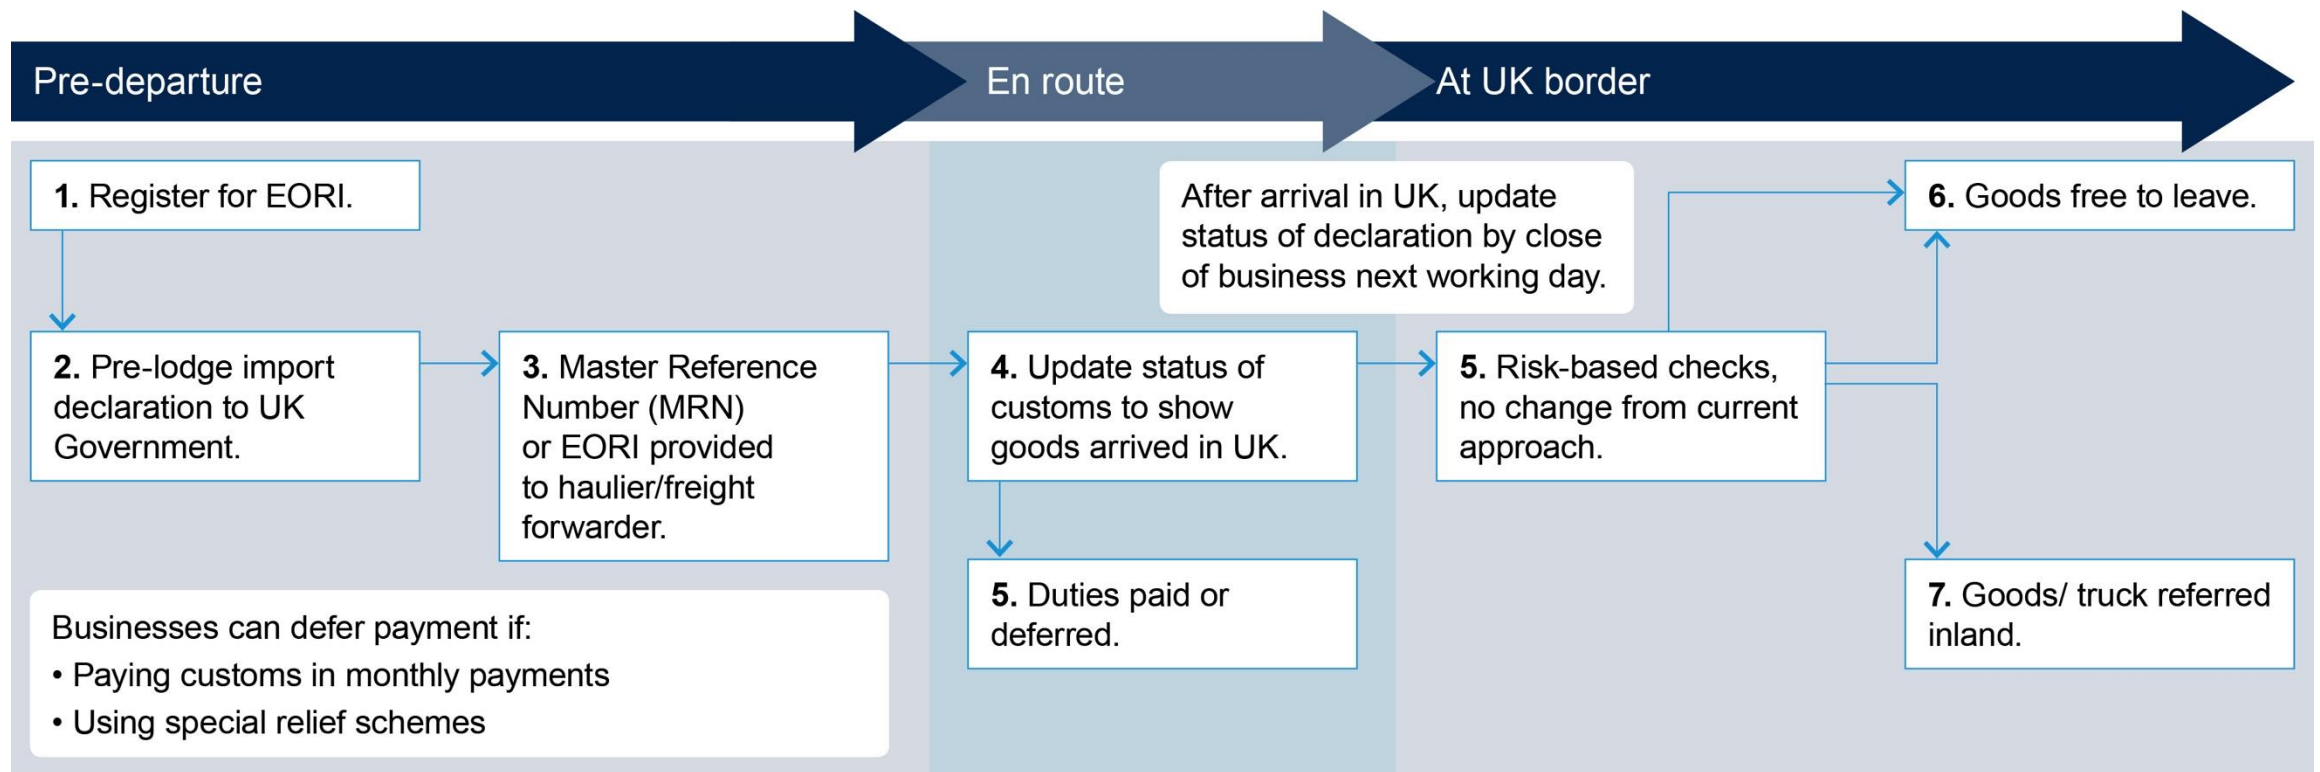 Pre-departure
En route
At UK border
1. Register for EORI.
2. Pre-lodge import
declaration to UK
Government.
3. Master Reference
Number (MRN)
or EORI provided
to haulier/freight
forwarder.
Businesses can defer payment if:
• Paying customs in monthly payments
• Using special relief schemes
After arrival in UK, update
status of declaration by close
of business next working day.
4. Update status of
customs to show
goods arrived in UK.
5. Duties paid or
deferred.
5. Risk-based checks,
no change from current
approach.
6. Goods free to leave.
7. Goods/ truck referred
inland.